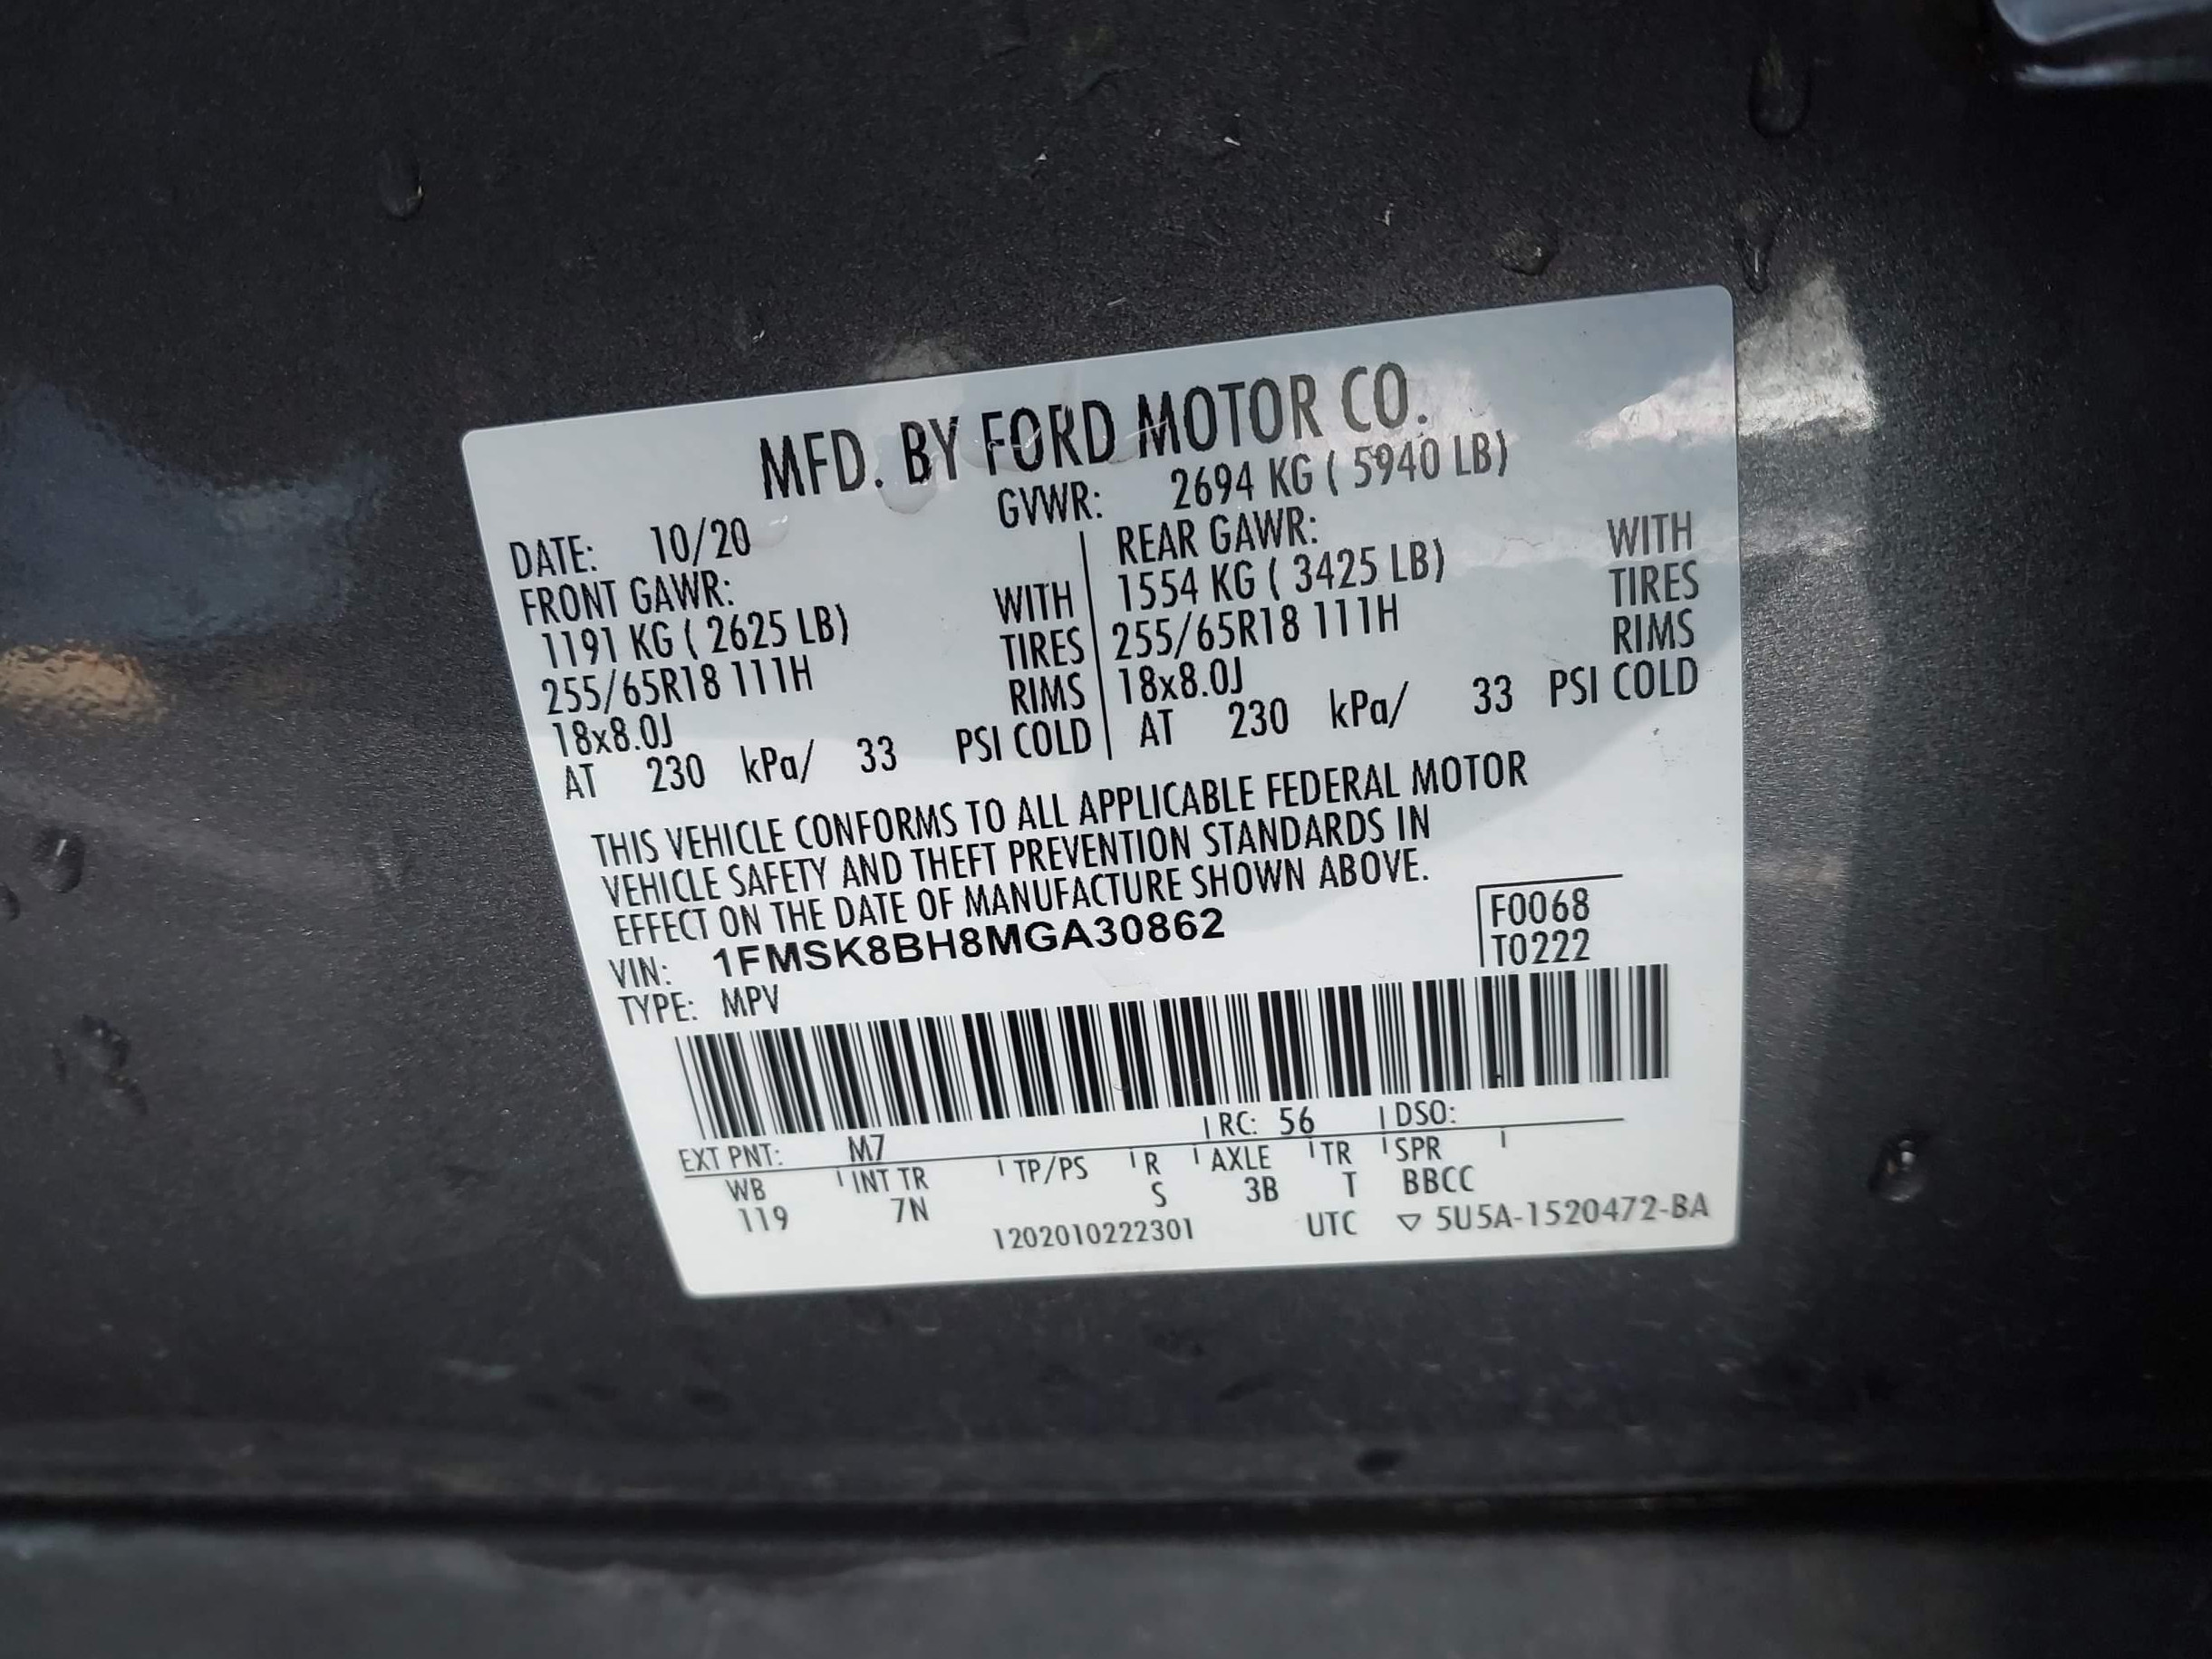 MFD. BY FORD MOTOR CO.
DATE: 10/20 GVWR: 2694 KG ( 5940 LB)
FRONT GAWR: REAR GAWR:
1191 KG ( 2625 LB) WITH 1554 KG ( 3425 LB) WITH
255/65R18 111H TIRES 255/65R18 111H TIRES
18x8.0J RIMS 18x8.0J RIMS
AT 230 kPa/ 33 PSI COLD AT 230 kPa/ 33 PSI COLD
THIS VEHICLE CONFORMS TO ALL APPLICABLE FEDERAL MOTOR
VEHICLE SAFETY AND THEFT PREVENTION STANDARDS IN
EFFECT ON THE DATE OF MANUFACTURE SHOWN ABOVE.
VIN: 1FMSK8BH8MGA30862 F0068
TYPE: MPV T0222
EXT PNT: M7 RC: 56 DSO:
WB INT TR TP/PS R AXLE TR SPR
119 7N S 3B T BBCC
1202010222301 UTC ▽ 5U5A-1520472-BA